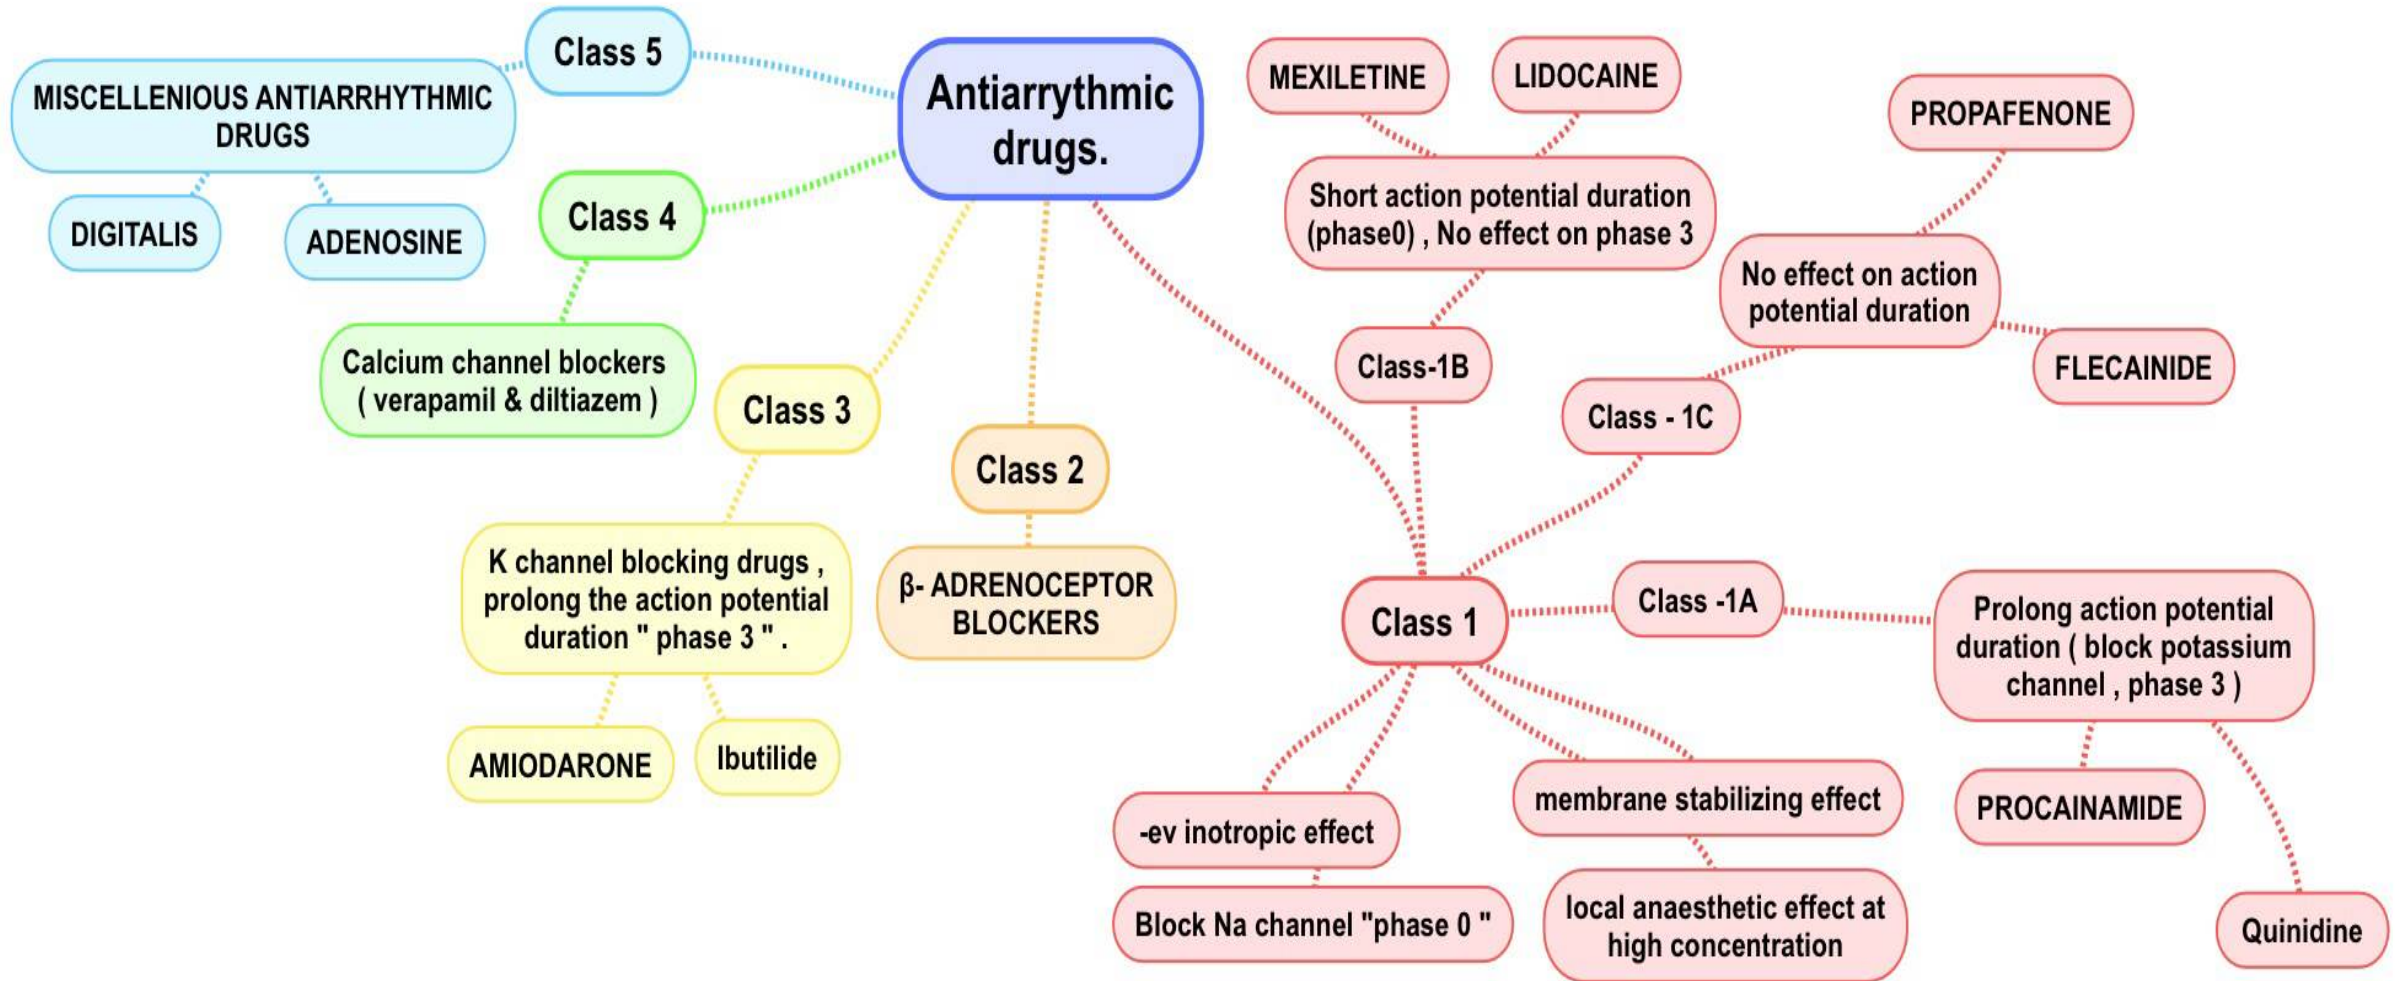 Antiarrythmic
drugs.
Class 5
MISCELLENIOUS ANTIARRHYTHMIC
DRUGS
DIGITALIS
ADENOSINE
Class 4
Calcium channel blockers
( verapamil & diltiazem )
Class 3
K channel blocking drugs ,
prolong the action potential
duration " phase 3 " .
AMIODARONE
Ibutilide
Class 2
β- ADRENOCEPTOR
BLOCKERS
Class 1
Class-1B
Short action potential duration
(phase0) , No effect on phase 3
MEXILETINE
LIDOCAINE
Class - 1C
No effect on action
potential duration
PROPAFENONE
FLECAINIDE
Class -1A
Prolong action potential
duration ( block potassium
channel , phase 3 )
PROCAINAMIDE
Quinidine
-ev inotropic effect
Block Na channel "phase 0 "
membrane stabilizing effect
local anaesthetic effect at
high concentration